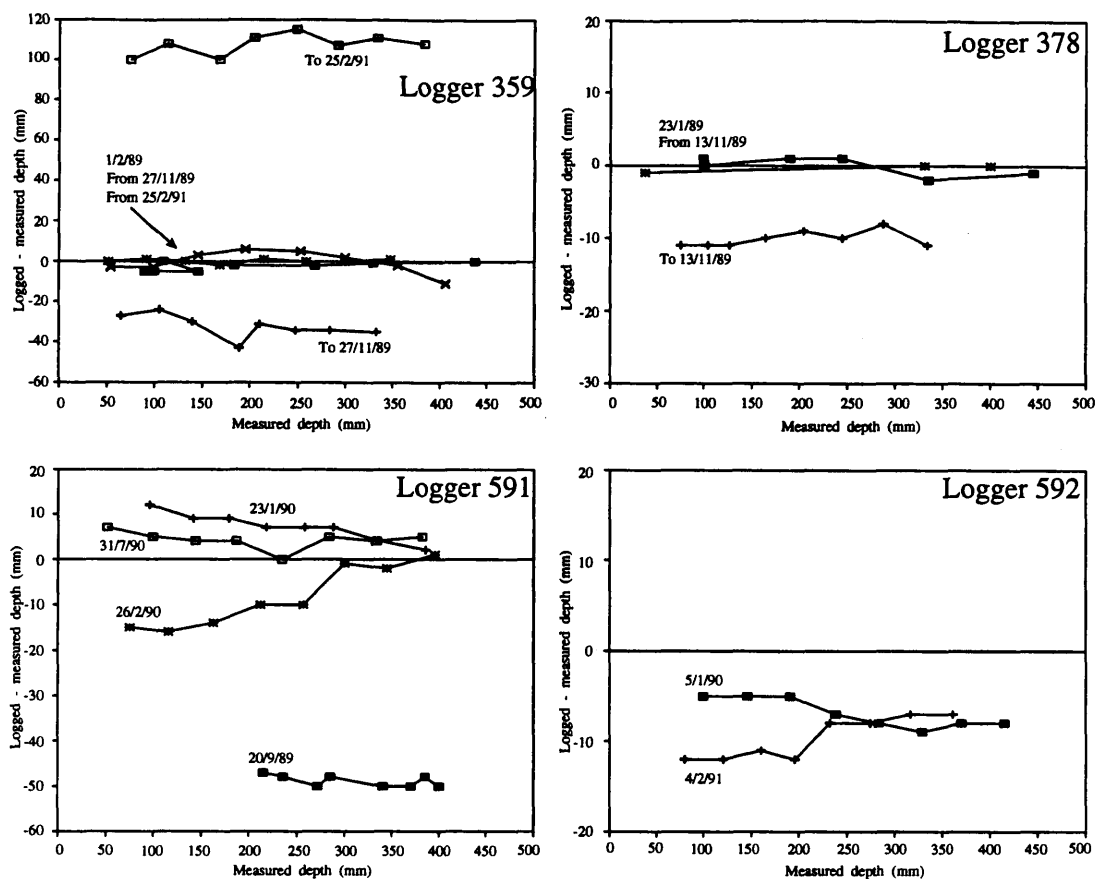 120
100
80
60
40
20
0
-20
-40
-60
Logged - measured depth (mm)
To 25/2/91
Logger 359
1/2/89
From 27/11/89
From 25/2/91
To 27/11/89
0 50 100 150 200 250 300 350 400 450 500
Measured depth (mm)
20
10
0
-10
-20
-30
Logged - measured depth (mm)
Logger 378
23/1/89
From 13/11/89
To 13/11/89
0 50 100 150 200 250 300 350 400 450 500
Measured depth (mm)
20
10
0
-10
-20
-30
-40
-50
-60
Logged - measured depth (mm)
Logger 591
23/1/90
31/7/90
26/2/90
20/9/89
0 50 100 150 200 250 300 350 400 450 500
Measured depth (mm)
20
10
0
-10
-20
Logged - measured depth (mm)
Logger 592
5/1/90
4/2/91
0 50 100 150 200 250 300 350 400 450 500
Measured depth (mm)